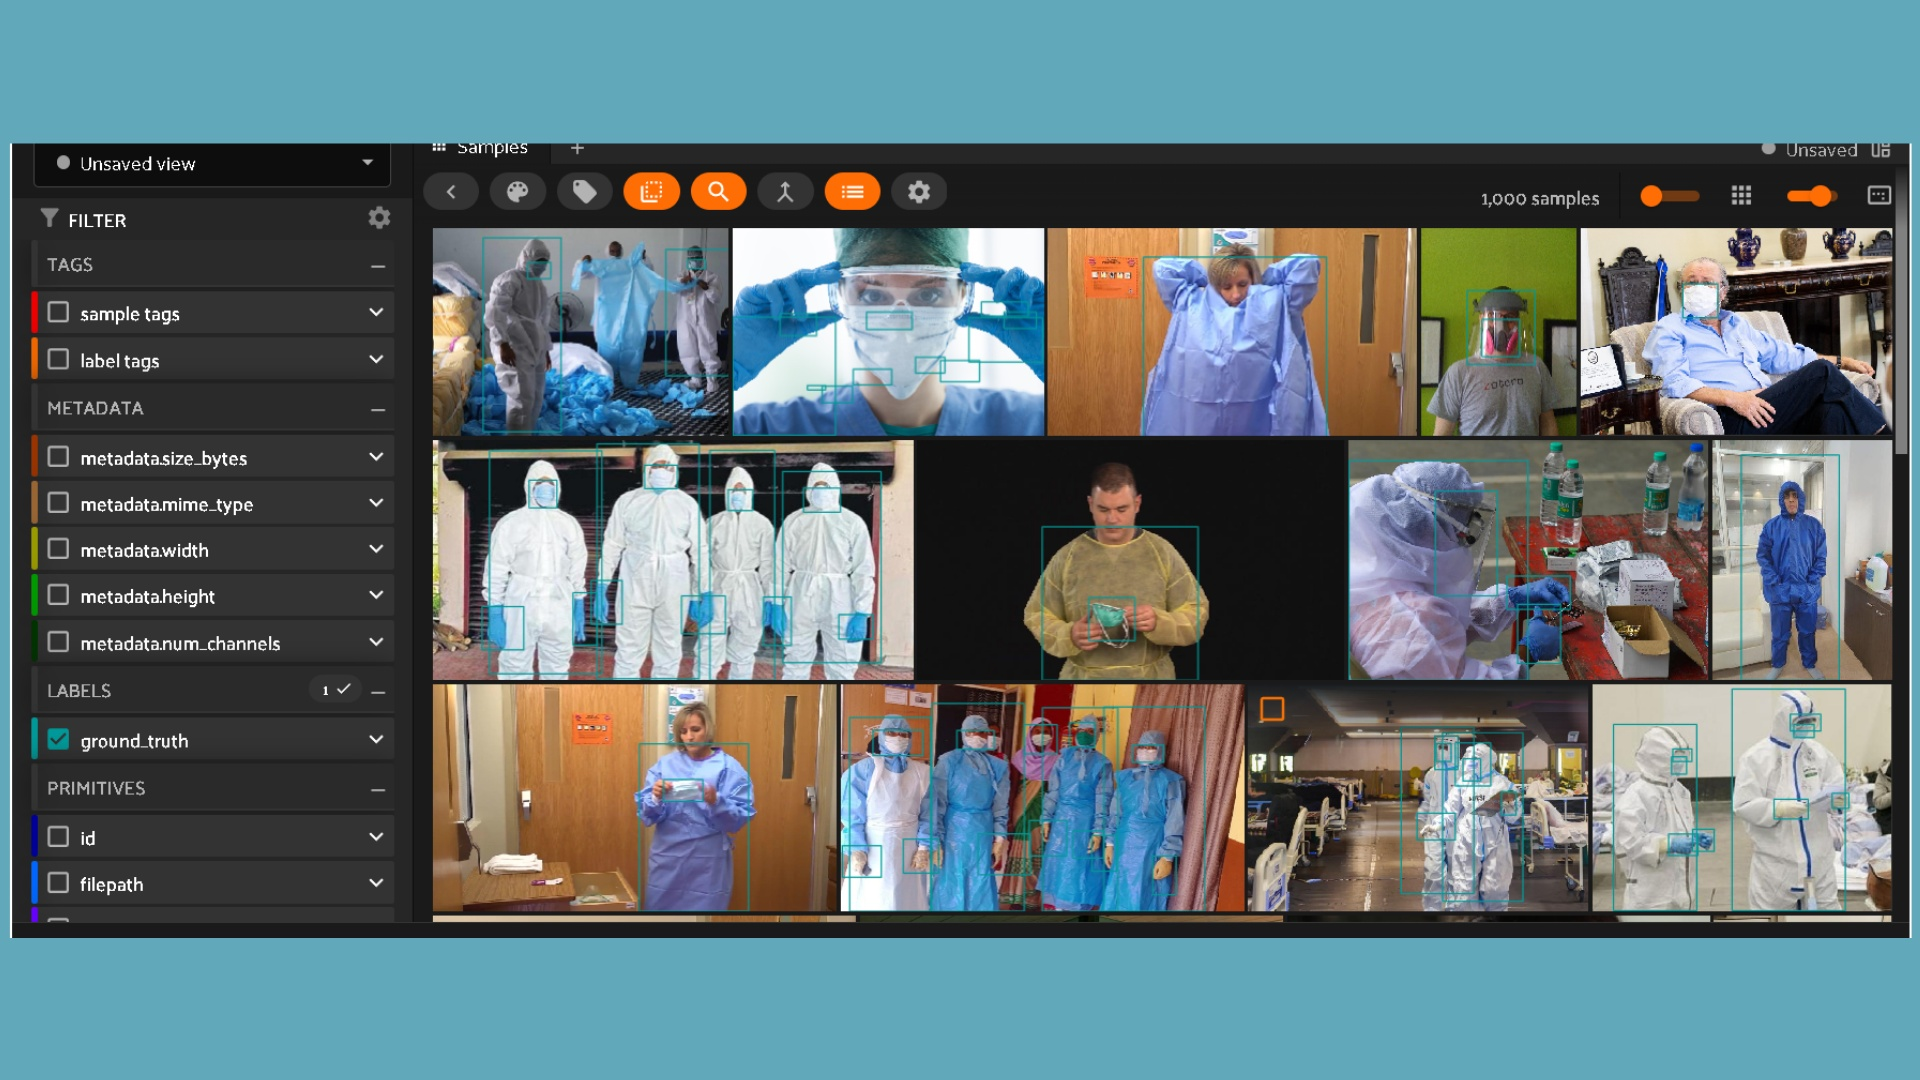 Unsaved view
Samples
+
Unsaved
FILTER
1,000 samples
TAGS
sample tags
label tags
METADATA
metadata.size_bytes
metadata.mime_type
metadata.width
metadata.height
metadata.num_channels
LABELS
1
ground_truth
PRIMITIVES
id
filepath
zotero